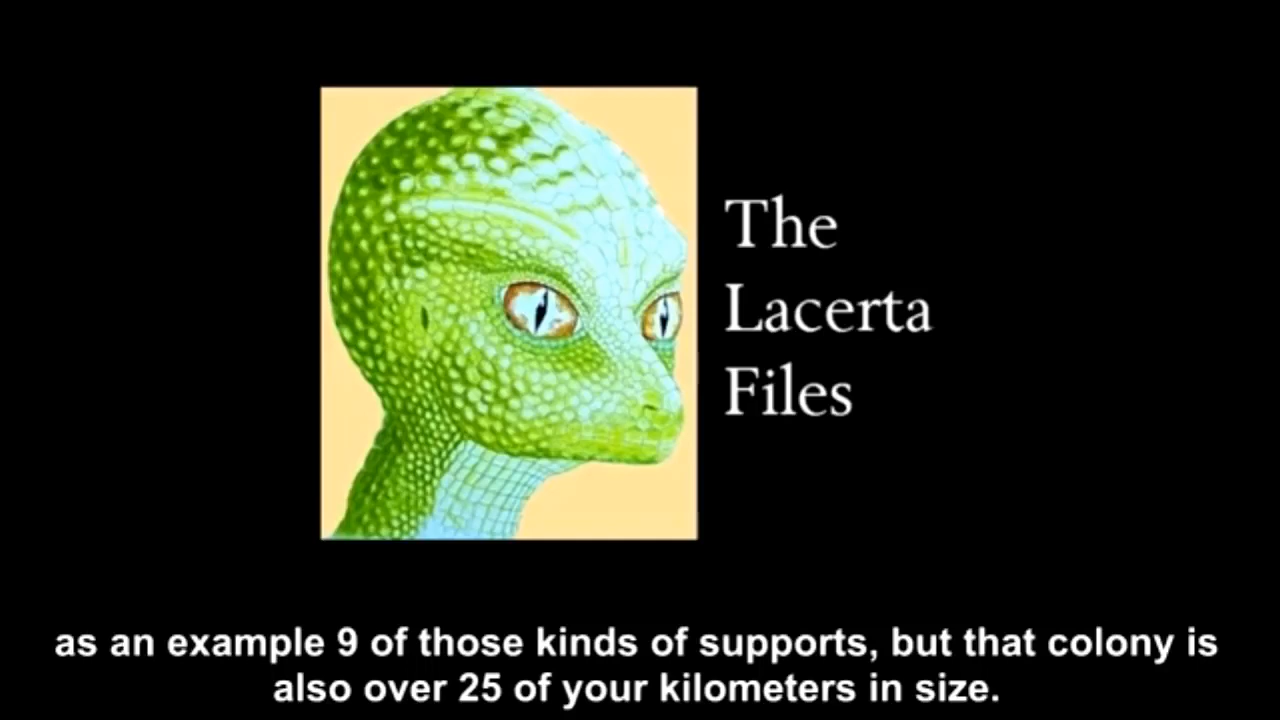 The
Lacerta
Files
as an example 9 of those kinds of supports, but that colony is
also over 25 of your kilometers in size.